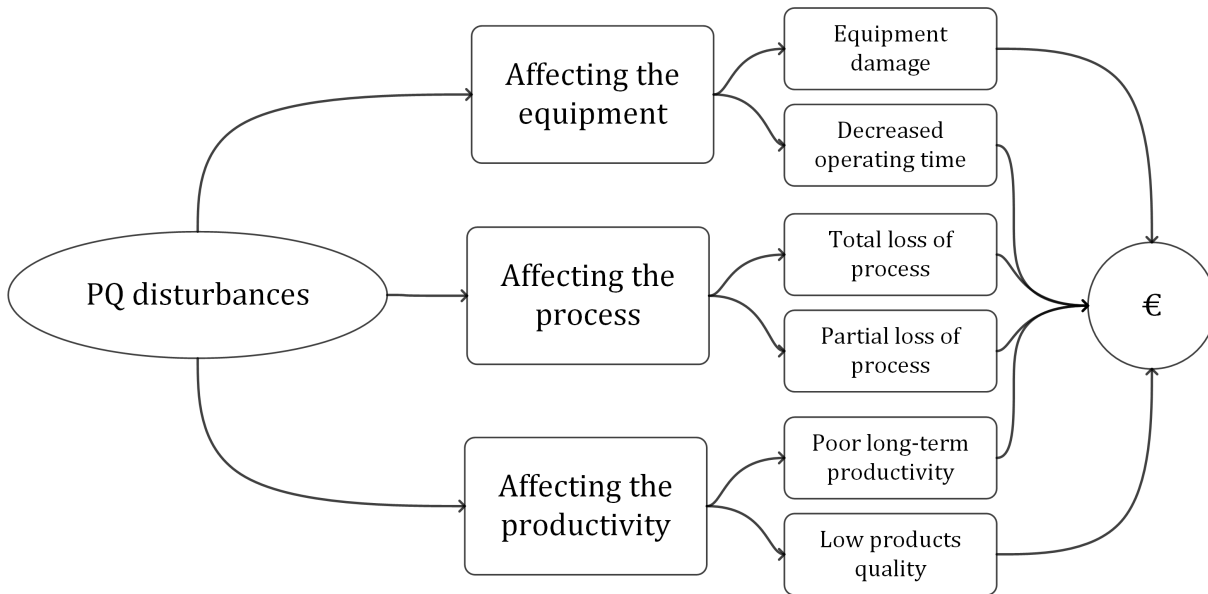 PQ disturbances
Affecting the
equipment
Equipment
damage
Decreased
operating time
Affecting the
process
Total loss of
process
Partial loss of
process
Affecting the
productivity
Poor long-term
productivity
Low products
quality
€